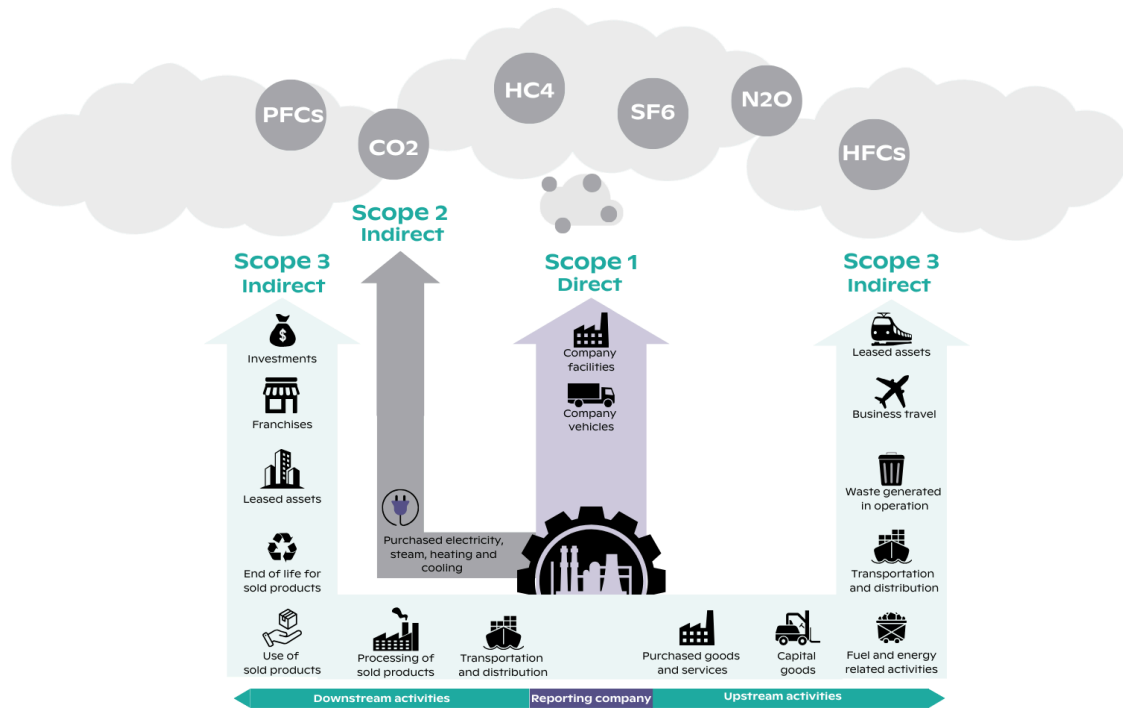 HC4
N2O
PFCs
SF6
CO2
HFCs
Scope 2
Indirect
Scope 3
Indirect
Scope 1
Direct
Scope 3
Indirect
$
Investments
Franchises
Leased assets
End of life for
sold products
Use of
sold products
Purchased electricity,
steam, heating and
cooling
Processing of
sold products
Transportation
and distribution
Company
facilities
Company
vehicles
Purchased goods
and services
Capital
goods
Leased assets
Business travel
Waste generated
in operation
Transportation
and distribution
Fuel and energy
related activities
Downstream activities
Reporting company
Upstream activities